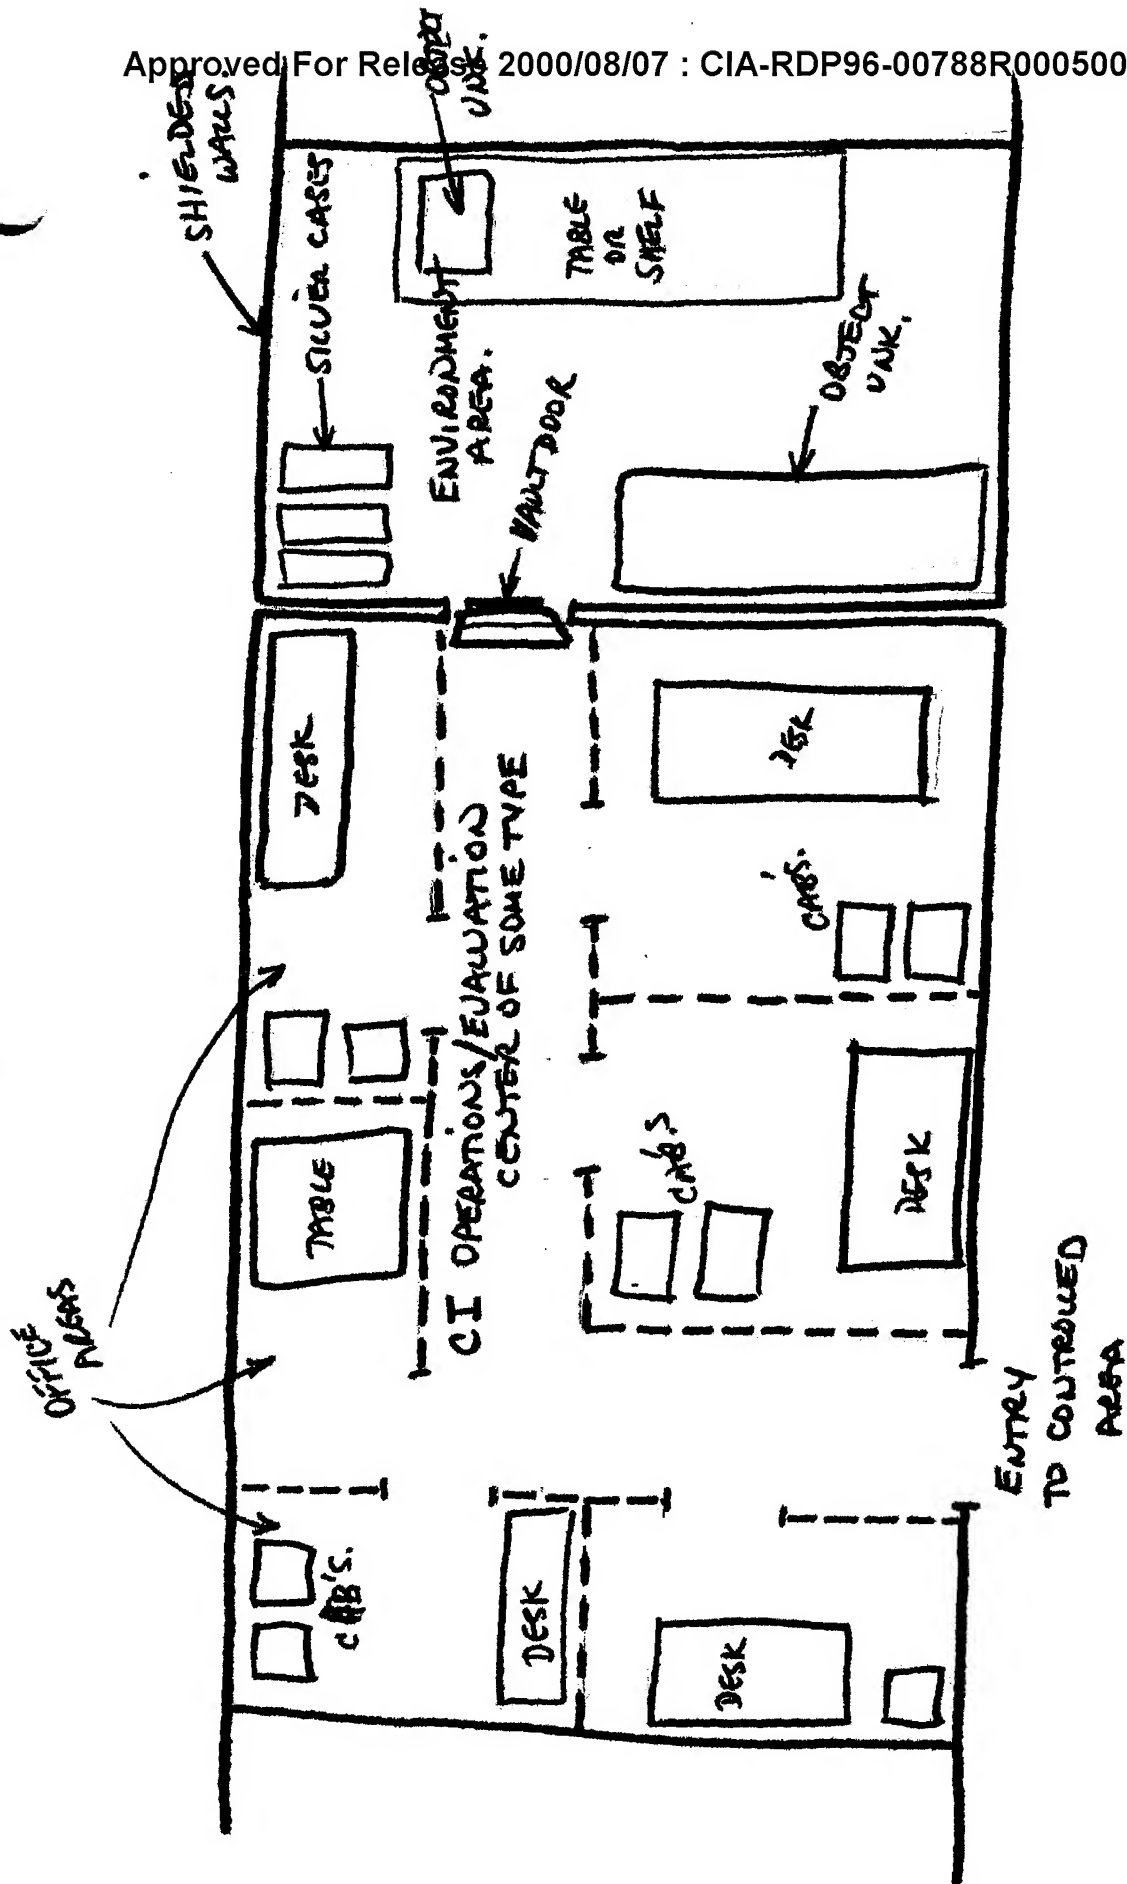 Approved For Release 2000/08/07 : CIA-RDP96-00788R000500
SHIELDED
WALLS.
OBJECT
UNK.
SILVER CASES
TABLE
OR
SHELF
ENVIRONMENT
AREA.
VAULT DOOR
OBJECT
UNK.
DESK
DESK
CI OPERATIONS/EVALUATION
CENTER OF SOME TYPE
CABS.
TABLE
CAB'S
DESK
OFFICE
AREAS
ENTRY
TO CONTROLLED
AREA
CAB'S.
DESK
DESK